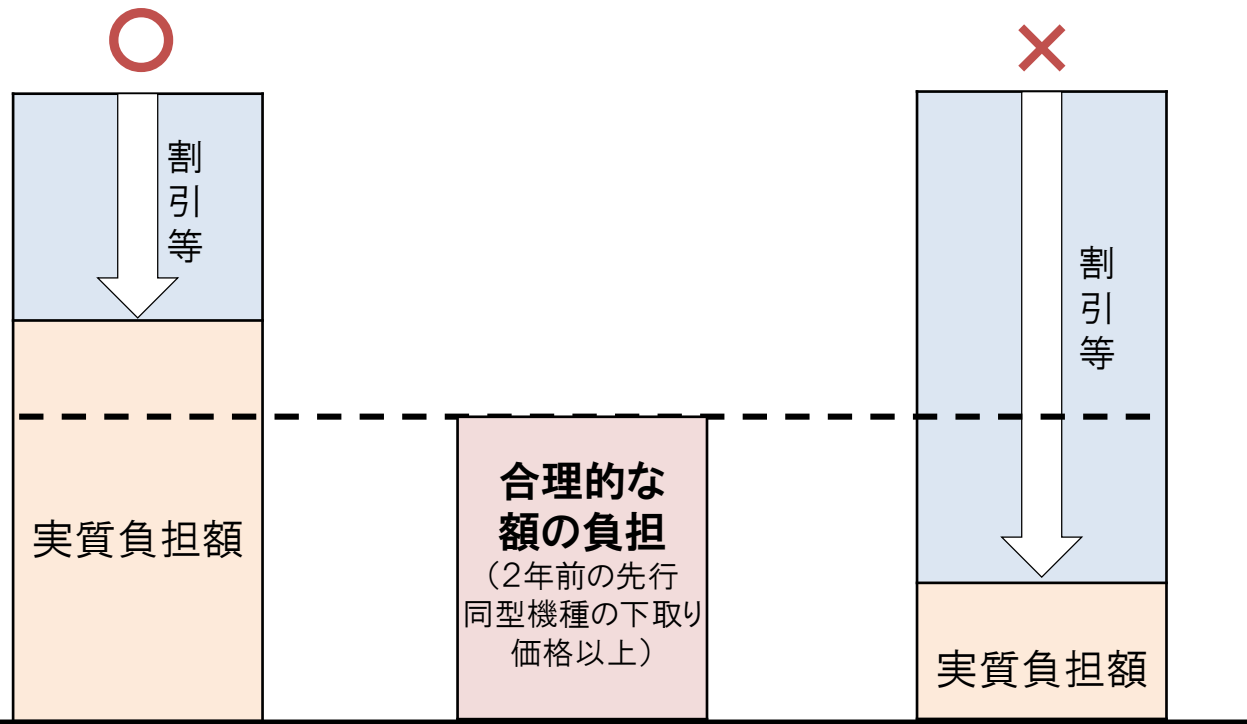 割引等
実質負担額
合理的な
額の負担
（2年前の先行
同型機種の下取り
価格以上）
割引等
実質負担額